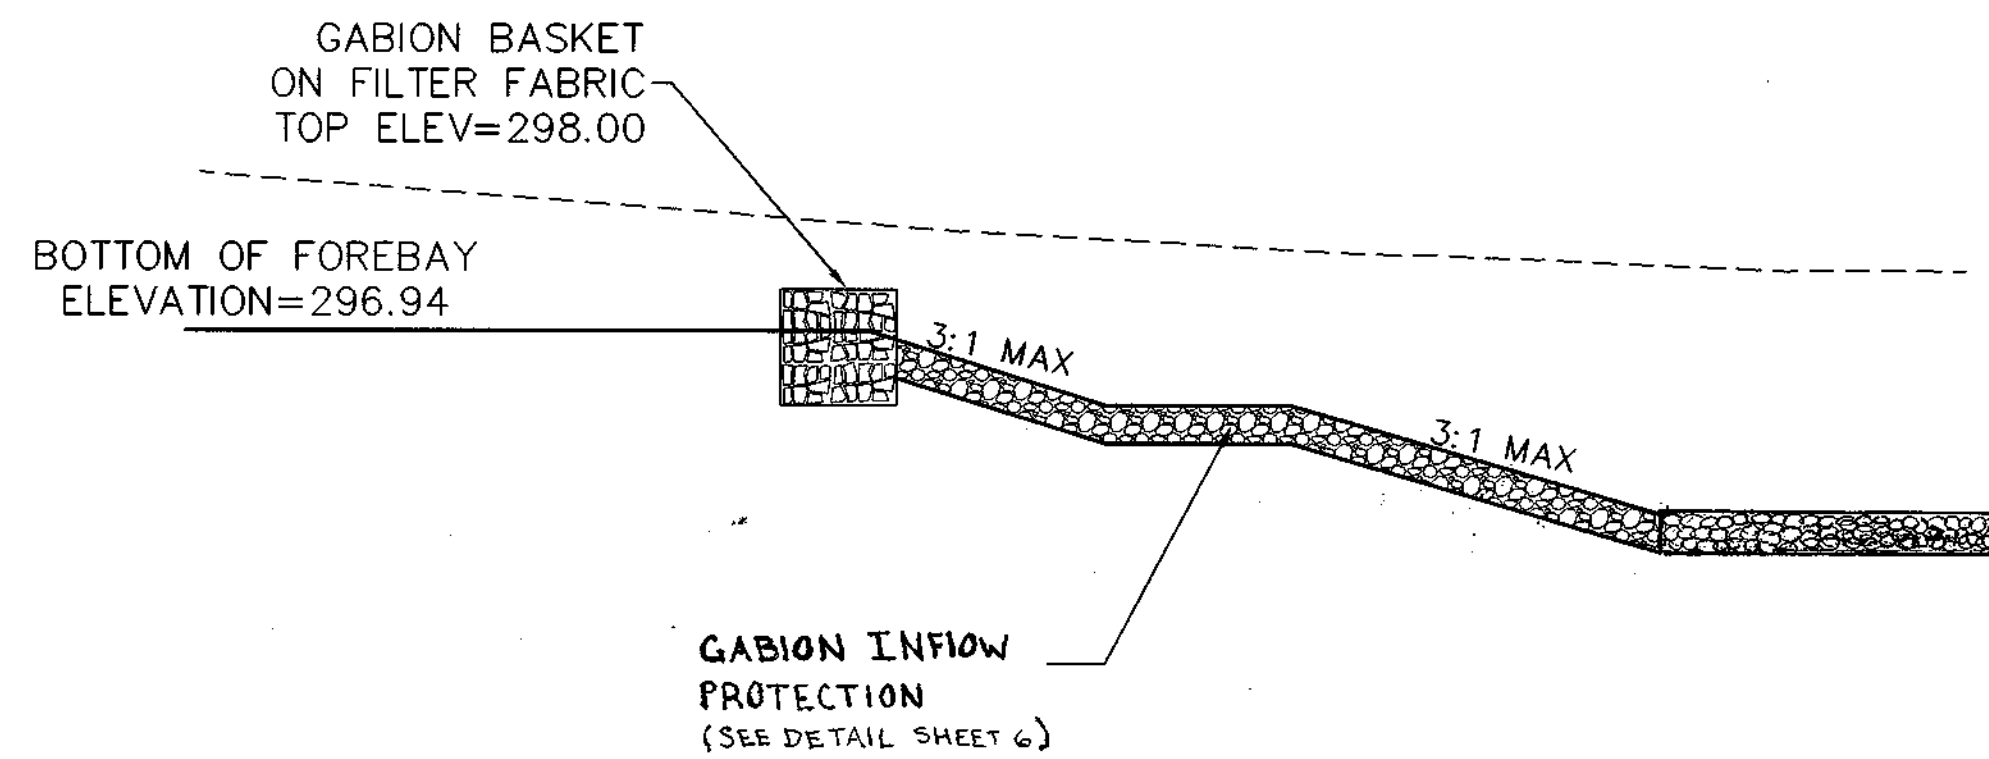 GABION BASKET
ON FILTER FABRIC
TOP ELEV=298.00
BOTTOM OF FOREBAY
ELEVATION=296.94
3:1 MAX
3:1 MAX
GABION INFLOW
PROTECTION
(SEE DETAIL SHEET 6)